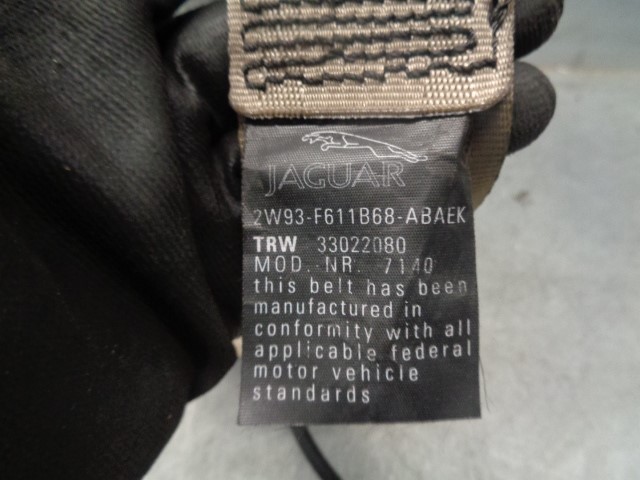 JAGUAR
2W93-F611B68-ABAEK
TRW 33022080
MOD.-NR. 7140
this belt has been
manufactured in
conformity with all
applicable federal
motor vehicle
standards